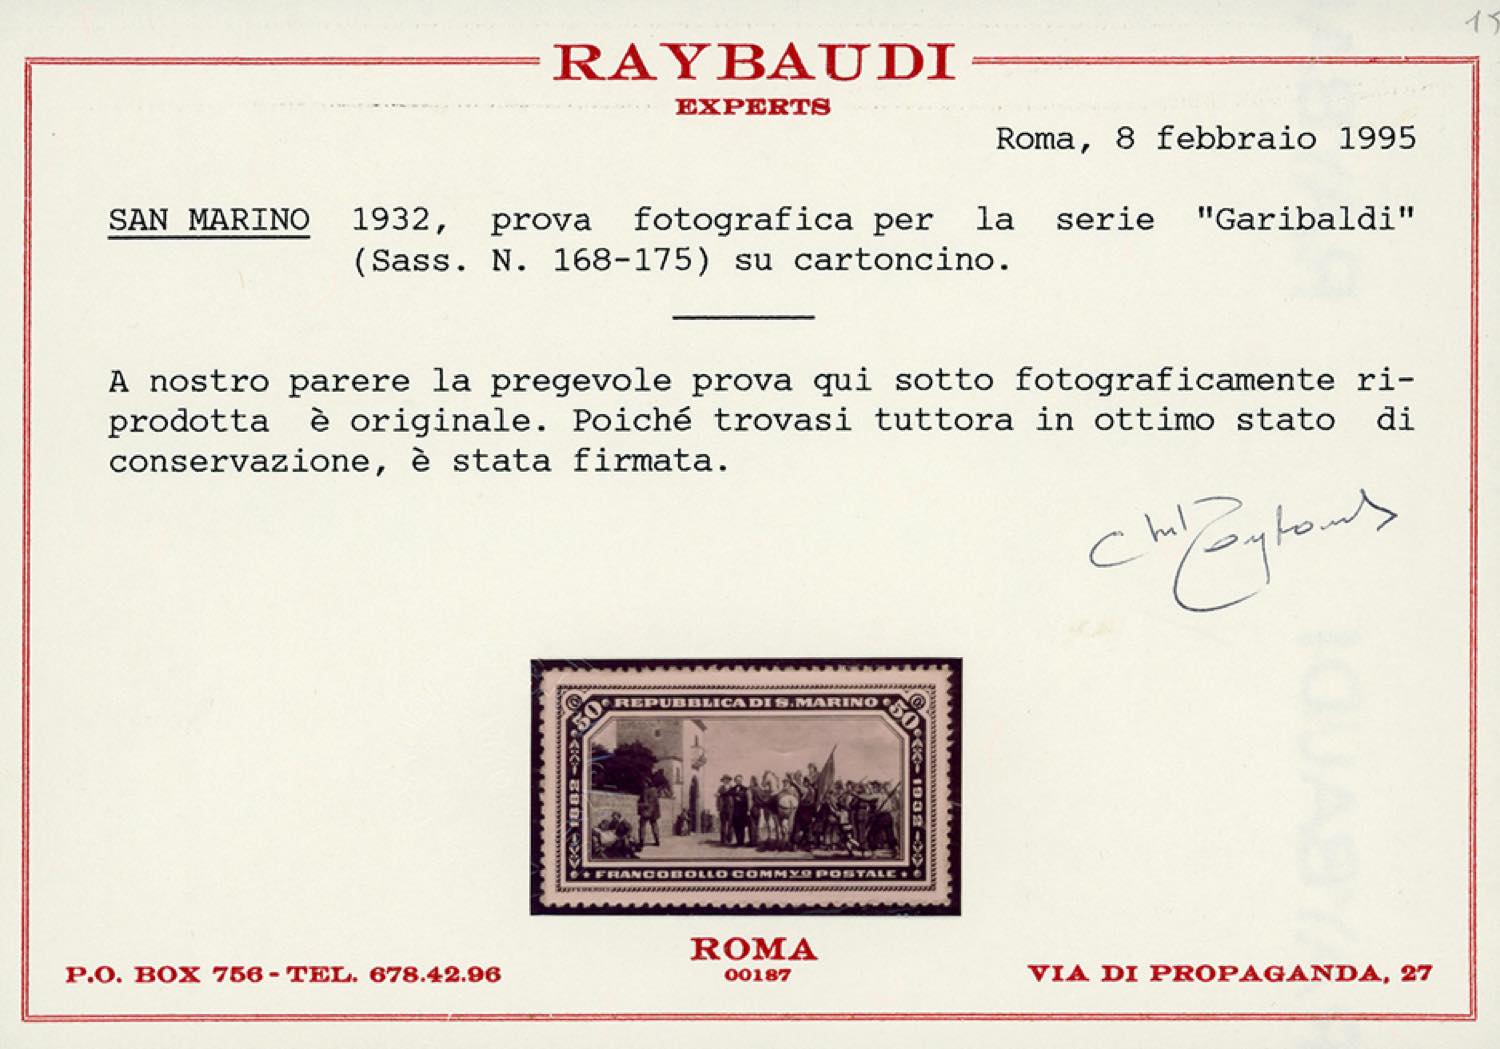 RAYBAUDI
EXPERTS
Roma, 8 febbraio 1995
SAN MARINO 1932, prova fotografica per la serie "Garibaldi"
(Sass. N. 168-175) su cartoncino.
A nostro parere la pregevole prova qui sotto fotograficamente ri-
prodotta è originale. Poiché trovasi tuttora in ottimo stato di
conservazione, è stata firmata.
50 REPUBBLICA DI S. MARINO 50
FRANCOBOLLO COMMVO POSTALE
ROMA
00187
P.O. BOX 756 - TEL. 678.42.96
VIA DI PROPAGANDA, 27